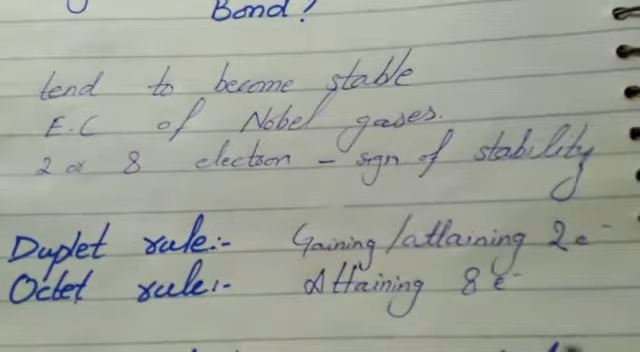 Bond?
tend to become stable
E.C of Nobel gases.
2 or 8 electron - sign of stability
Duplet rule:- Gaining/attaining 2e⁻
Octet rule:- Attaining 8e⁻